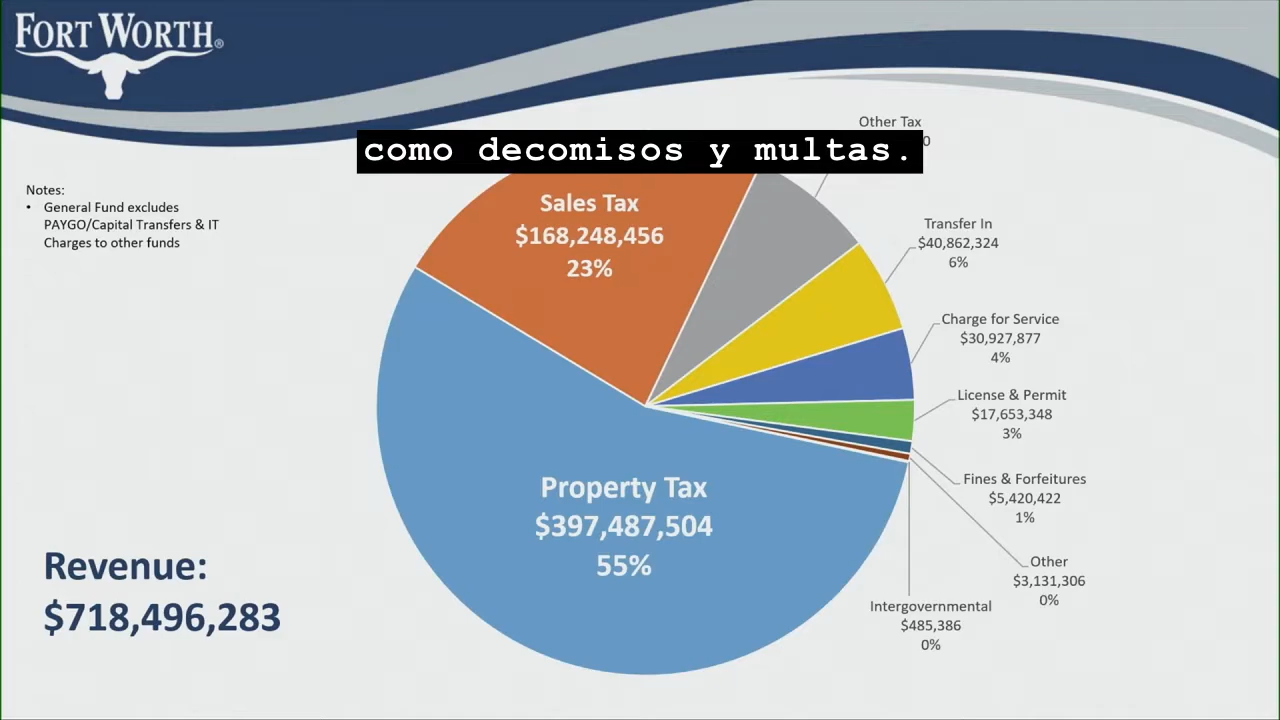 FORT WORTH®
Other Tax
0
como decomisos y multas.
Notes:
• General Fund excludes
PAYGO/Capital Transfers & IT
Charges to other funds
Sales Tax
$168,248,456
23%
Transfer In
$40,862,324
6%
Charge for Service
$30,927,877
4%
License & Permit
$17,653,348
3%
Fines & Forfeitures
$5,420,422
1%
Property Tax
$397,487,504
55%
Other
$3,131,306
0%
Intergovernmental
$485,386
0%
Revenue:
$718,496,283